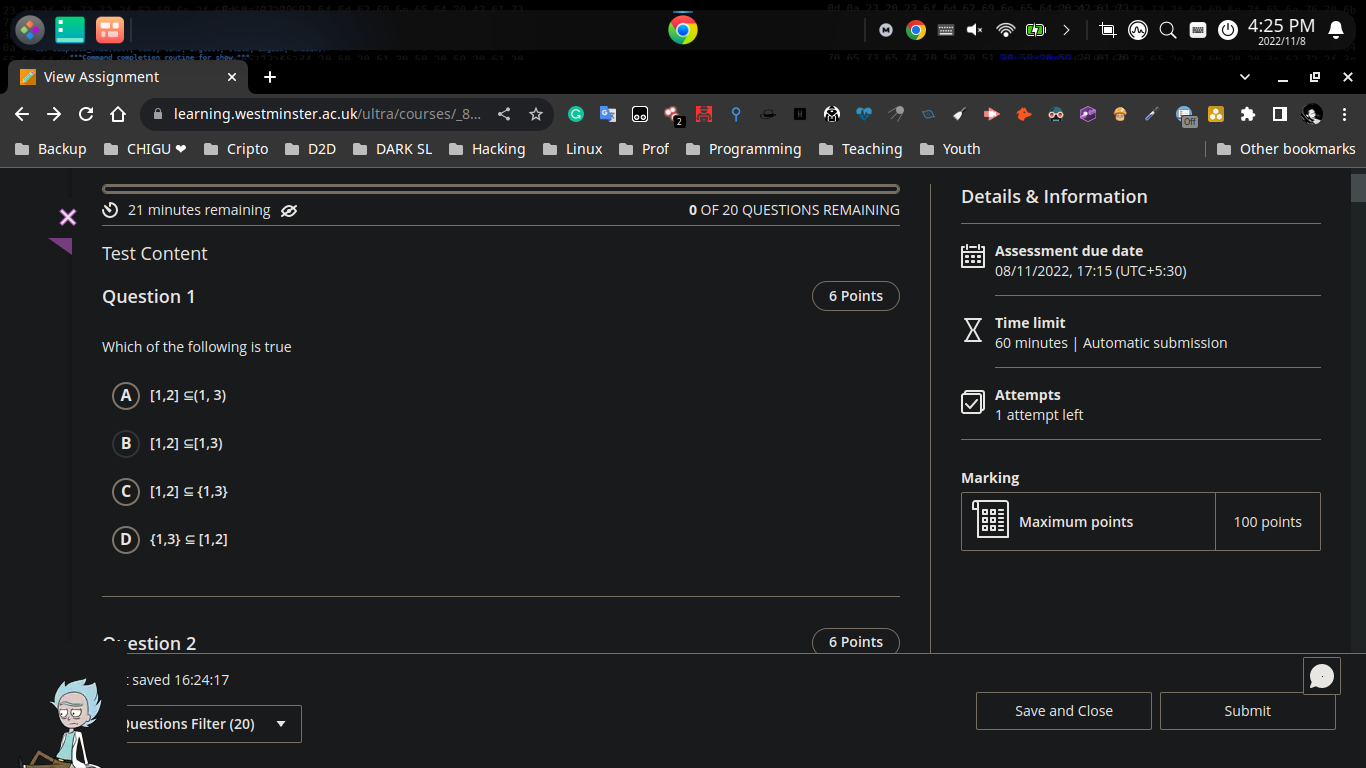 4:25 PM
2022/11/8
View Assignment
learning.westminster.ac.uk/ultra/courses/_8...
2
Off
Backup
CHIGU ❤
Cripto
D2D
DARK SL
Hacking
Linux
Prof
Programming
Teaching
Youth
Other bookmarks
21 minutes remaining
0 OF 20 QUESTIONS REMAINING
Test Content
Question 1
6 Points
Which of the following is true
A [1,2] ⊆(1, 3)
B [1,2] ⊆[1,3)
C [1,2] ⊆ {1,3}
D {1,3} ⊆ [1,2]
Question 2
6 Points
saved 16:24:17
Questions Filter (20)
Save and Close
Submit
Details & Information
Assessment due date
08/11/2022, 17:15 (UTC+5:30)
Time limit
60 minutes | Automatic submission
Attempts
1 attempt left
Marking
Maximum points
100 points